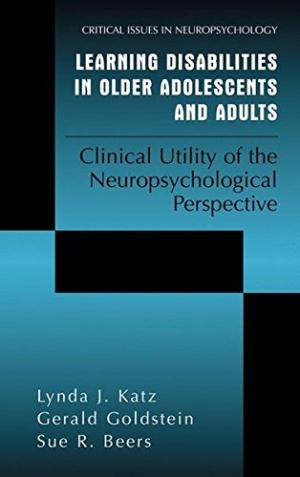 CRITICAL ISSUES IN NEUROPSYCHOLOGY
LEARNING DISABILITIES
IN OLDER ADOLESCENTS
AND ADULTS
Clinical Utility of the
Neuropsychological
Perspective
Lynda J. Katz
Gerald Goldstein
Sue R. Beers